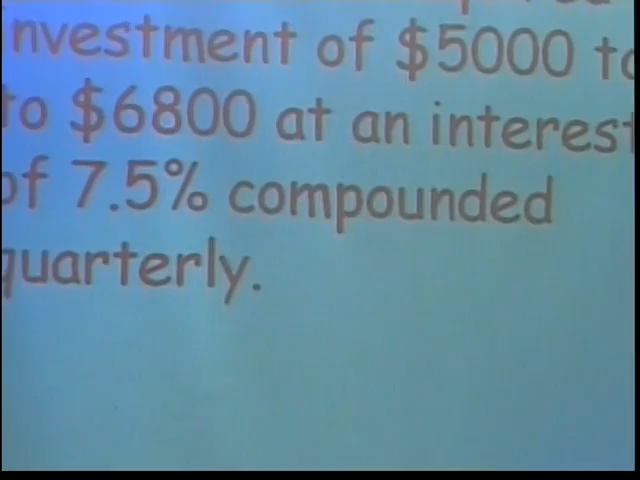 nvestment of $5000 to
to $6800 at an interest
of 7.5% compounded
quarterly.